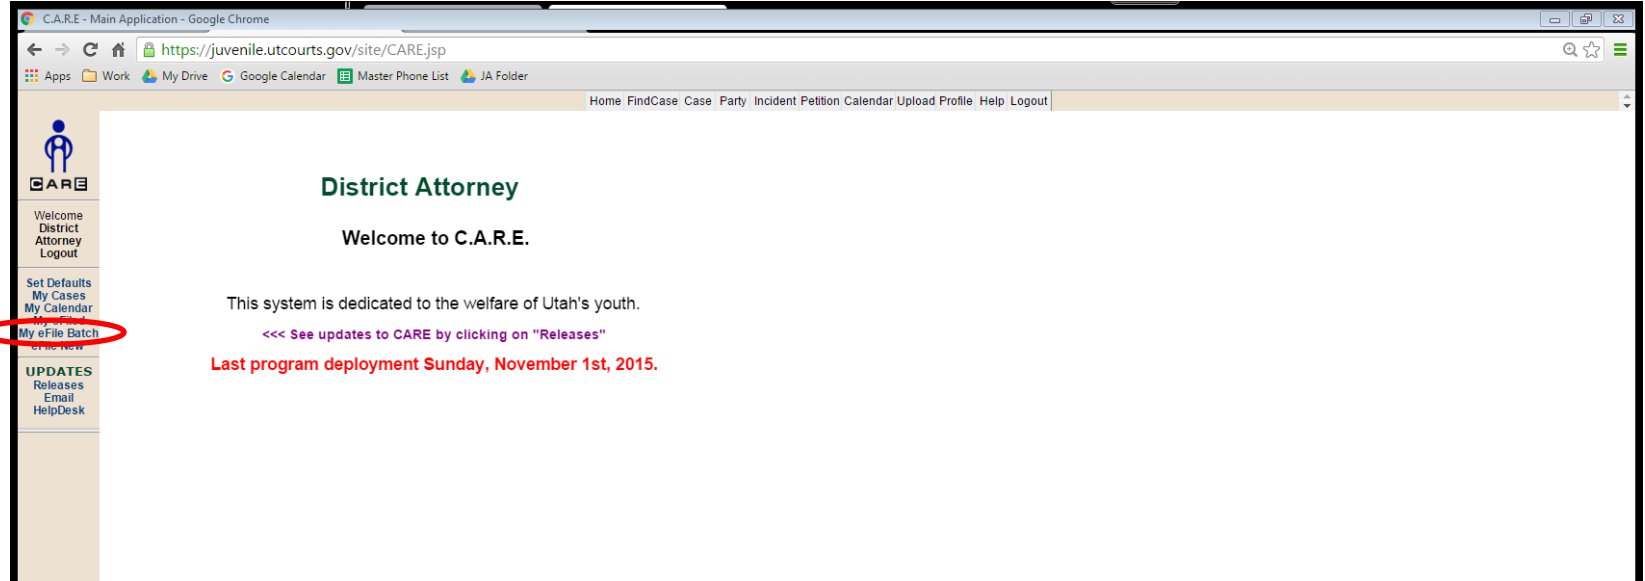 C.A.R.E - Main Application - Google Chrome
https://juvenile.utcourts.gov/site/CARE.jsp
Apps Work My Drive Google Calendar Master Phone List JA Folder
Home FindCase Case Party Incident Petition Calendar Upload Profile Help Logout
CARE
Welcome
District
Attorney
Logout
Set Defaults
My Cases
My Calendar
My eFiled
My eFile Batch
eFile New
UPDATES
Releases
Email
HelpDesk
District Attorney
Welcome to C.A.R.E.
This system is dedicated to the welfare of Utah's youth.
<<< See updates to CARE by clicking on "Releases"
Last program deployment Sunday, November 1st, 2015.